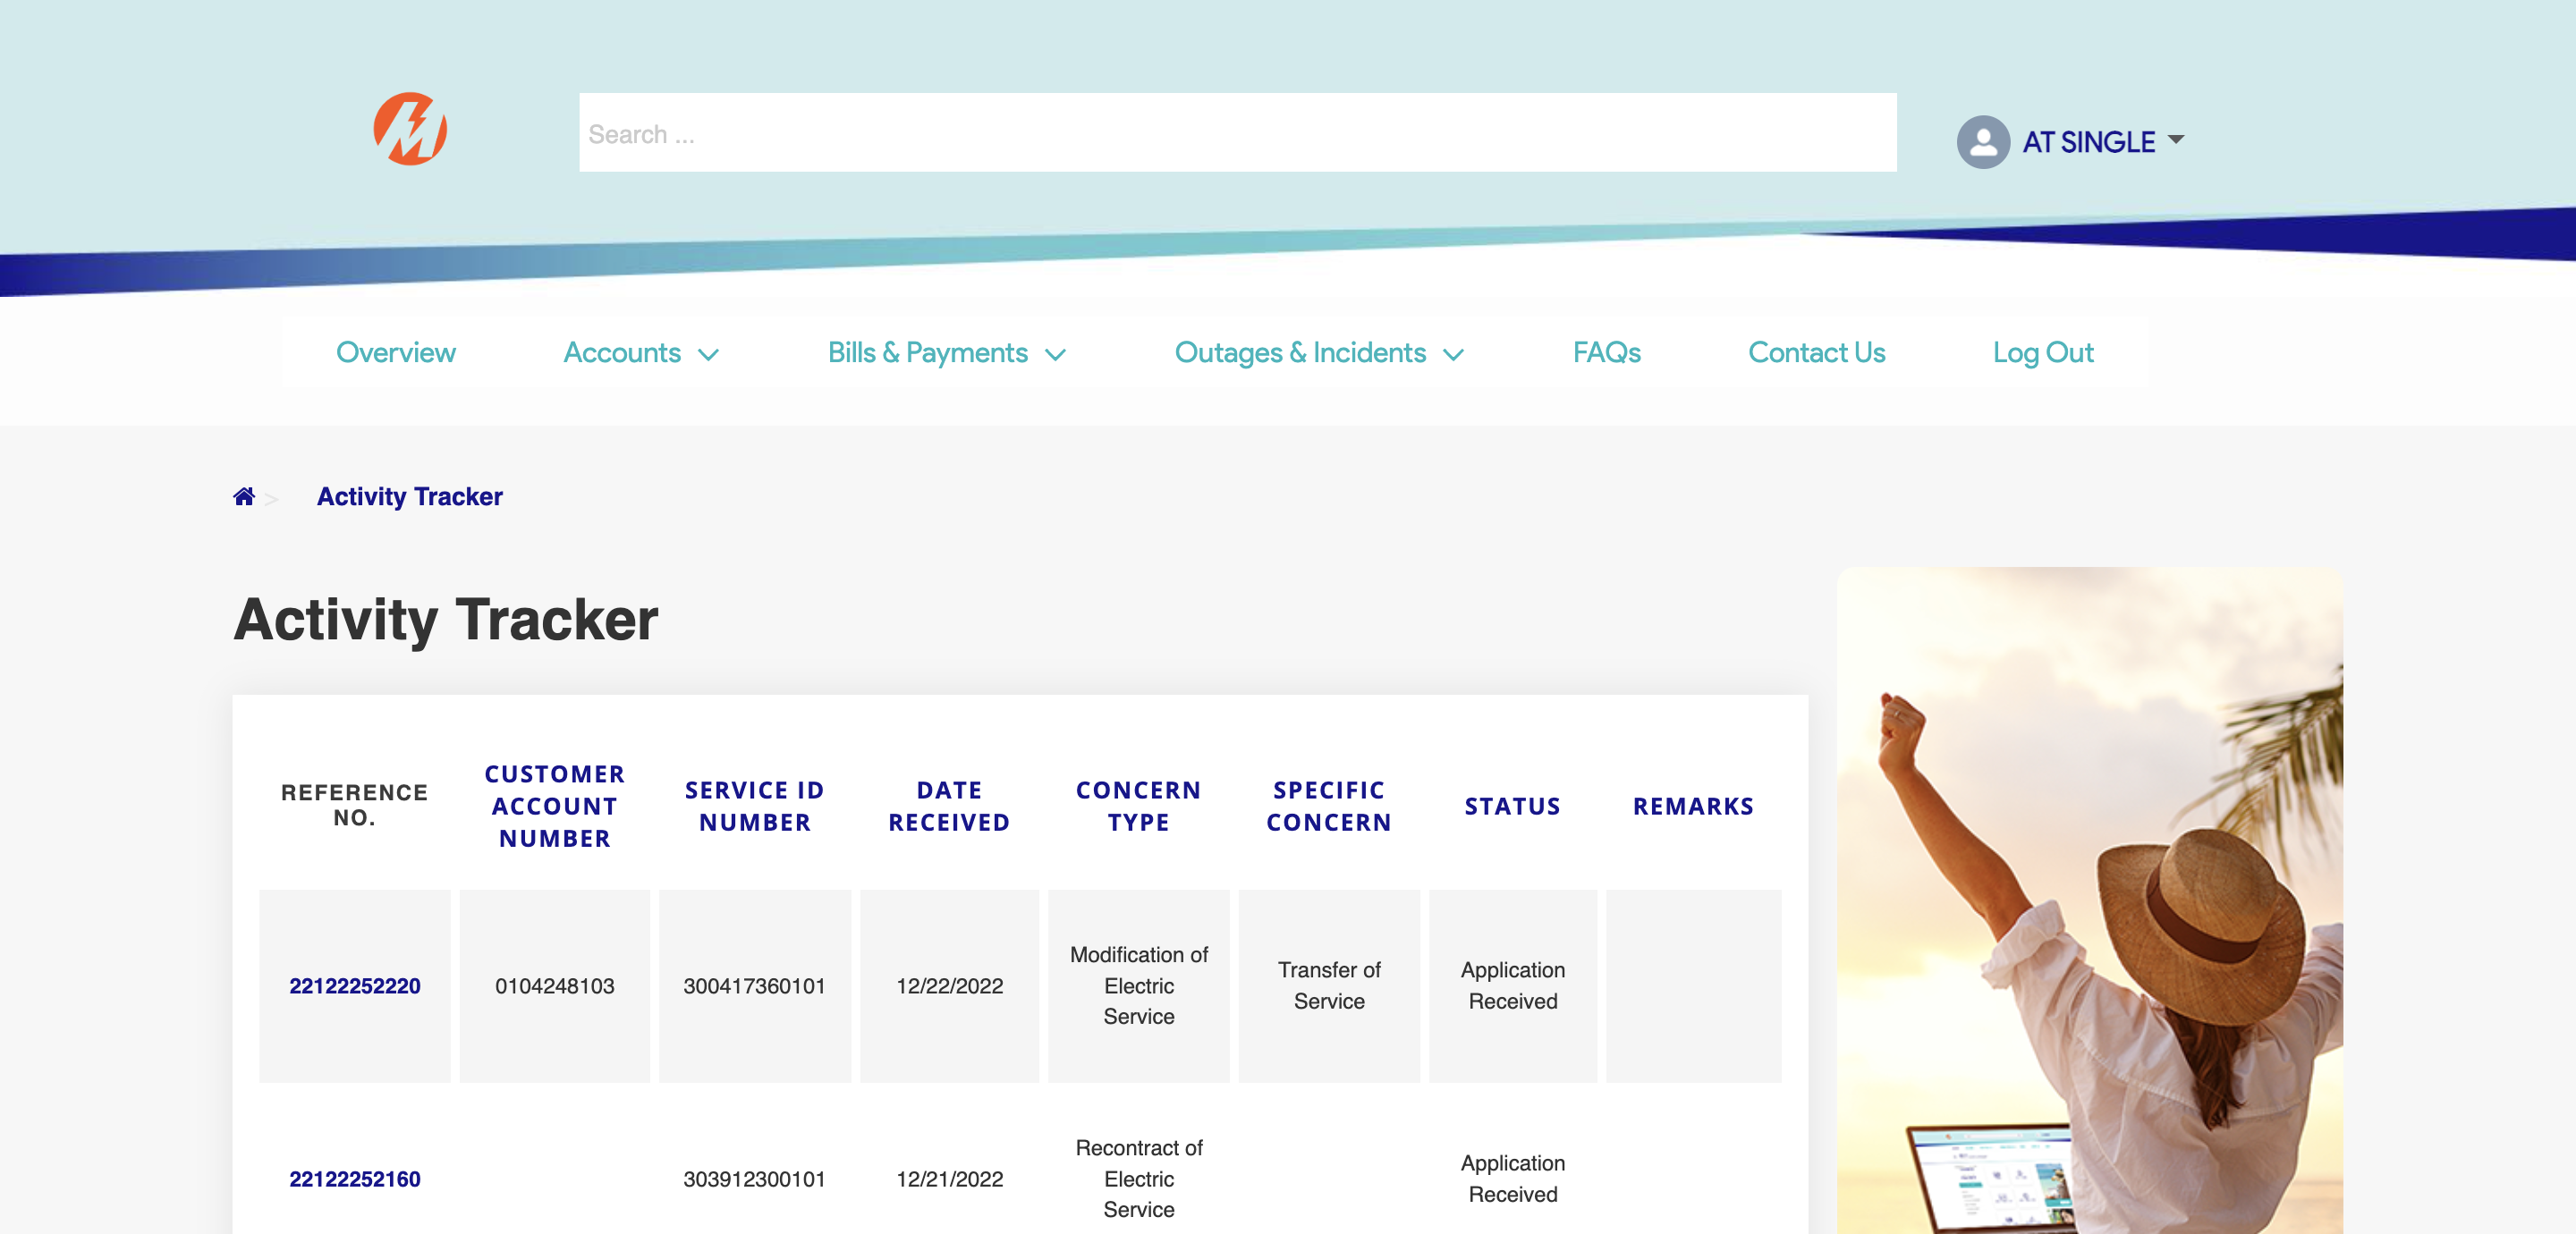 Search ...
AT SINGLE
Overview
Accounts
Bills & Payments
Outages & Incidents
FAQs
Contact Us
Log Out
> Activity Tracker
Activity Tracker
REFERENCE
NO.
CUSTOMER
ACCOUNT
NUMBER
SERVICE ID
NUMBER
DATE
RECEIVED
CONCERN
TYPE
SPECIFIC
CONCERN
STATUS
REMARKS
22122252220
0104248103
300417360101
12/22/2022
Modification of
Electric
Service
Transfer of
Service
Application
Received
22122252160
303912300101
12/21/2022
Recontract of
Electric
Service
Application
Received